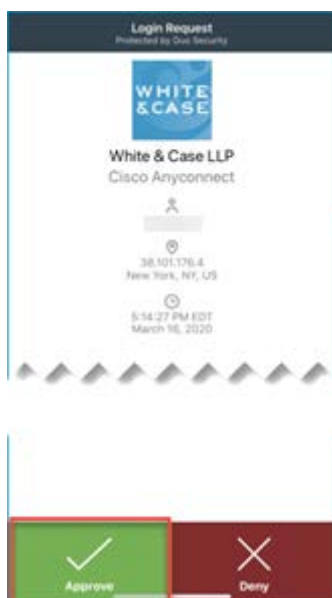 Login Request
Protected by Duo Security
WHITE
& CASE
White & Case LLP
Cisco Anyconnect
38.101.176.4
New York, NY, US
5:14:27 PM EDT
March 16, 2020
Approve
Deny